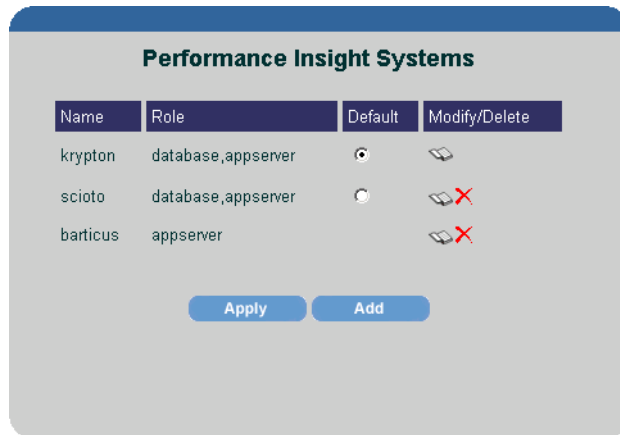 Performance Insight Systems
Name Role Default Modify/Delete
krypton database,appserver
scioto database,appserver
barticus appserver
Apply Add